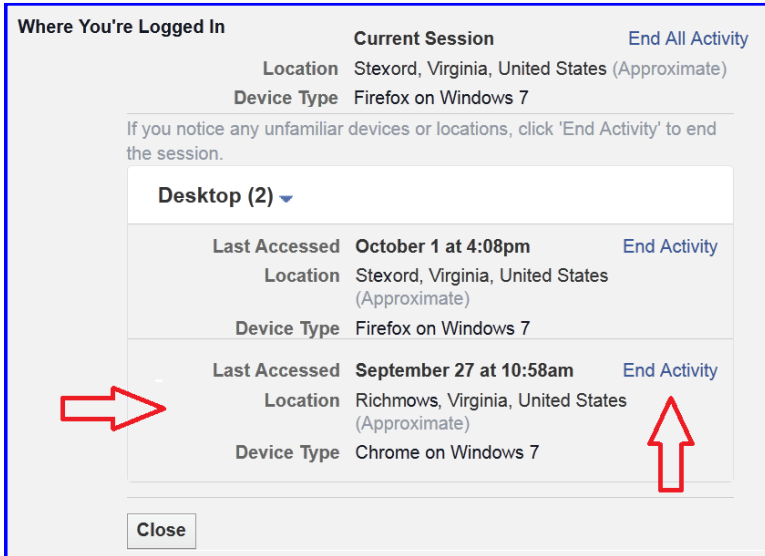 Where You're Logged In
Current Session End All Activity
Location Stexord, Virginia, United States (Approximate)
Device Type Firefox on Windows 7
If you notice any unfamiliar devices or locations, click 'End Activity' to end
the session.
Desktop (2)
Last Accessed October 1 at 4:08pm End Activity
Location Stexord, Virginia, United States
(Approximate)
Device Type Firefox on Windows 7
Last Accessed September 27 at 10:58am End Activity
Location Richmows, Virginia, United States
(Approximate)
Device Type Chrome on Windows 7
Close